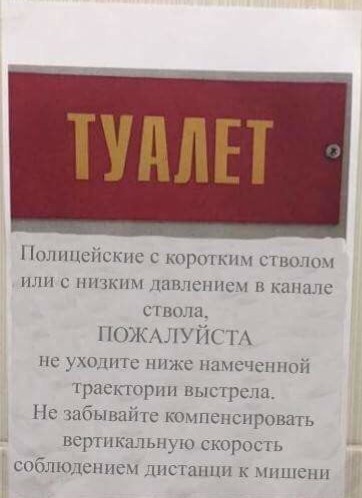 ТУАЛЕТ
Полицейские с коротким стволом
или с низким давлением в канале
ствола,
ПОЖАЛУЙСТА
не уходите ниже намеченной
траектории выстрела.
Не забывайте компенсировать
вертикальную скорость
соблюдением дистанци к мишени